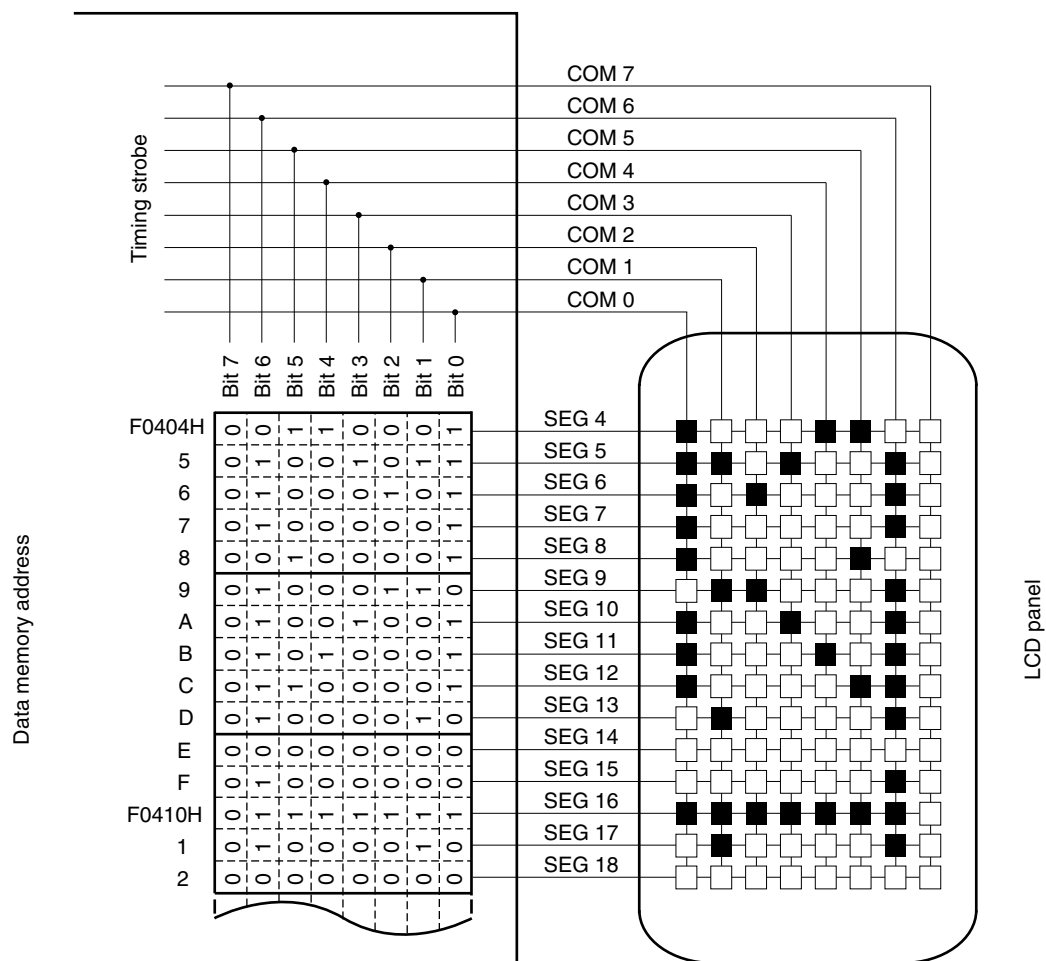 COM 7
COM 6
COM 5
COM 4
COM 3
COM 2
COM 1
COM 0
Timing strobe
Bit 7 Bit 6 Bit 5 Bit 4 Bit 3 Bit 2 Bit 1 Bit 0
F0404H 0 0 1 1 0 0 0 1 SEG 4
5 0 1 0 0 1 0 1 1 SEG 5
6 0 1 0 0 0 1 0 1 SEG 6
7 0 1 0 0 0 0 0 1 SEG 7
8 0 0 1 0 0 0 0 1 SEG 8
9 0 1 0 0 0 1 1 0 SEG 9
A 0 1 0 0 1 0 0 1 SEG 10
B 0 1 0 1 0 0 0 1 SEG 11
C 0 1 1 0 0 0 0 1 SEG 12
D 0 1 0 0 0 0 1 0 SEG 13
E 0 0 0 0 0 0 0 0 SEG 14
F 0 1 0 0 0 0 0 0 SEG 15
F0410H 0 1 1 1 1 1 1 1 SEG 16
1 0 1 0 0 0 0 1 0 SEG 17
2 0 0 0 0 0 0 0 0 SEG 18
Data memory address
LCD panel